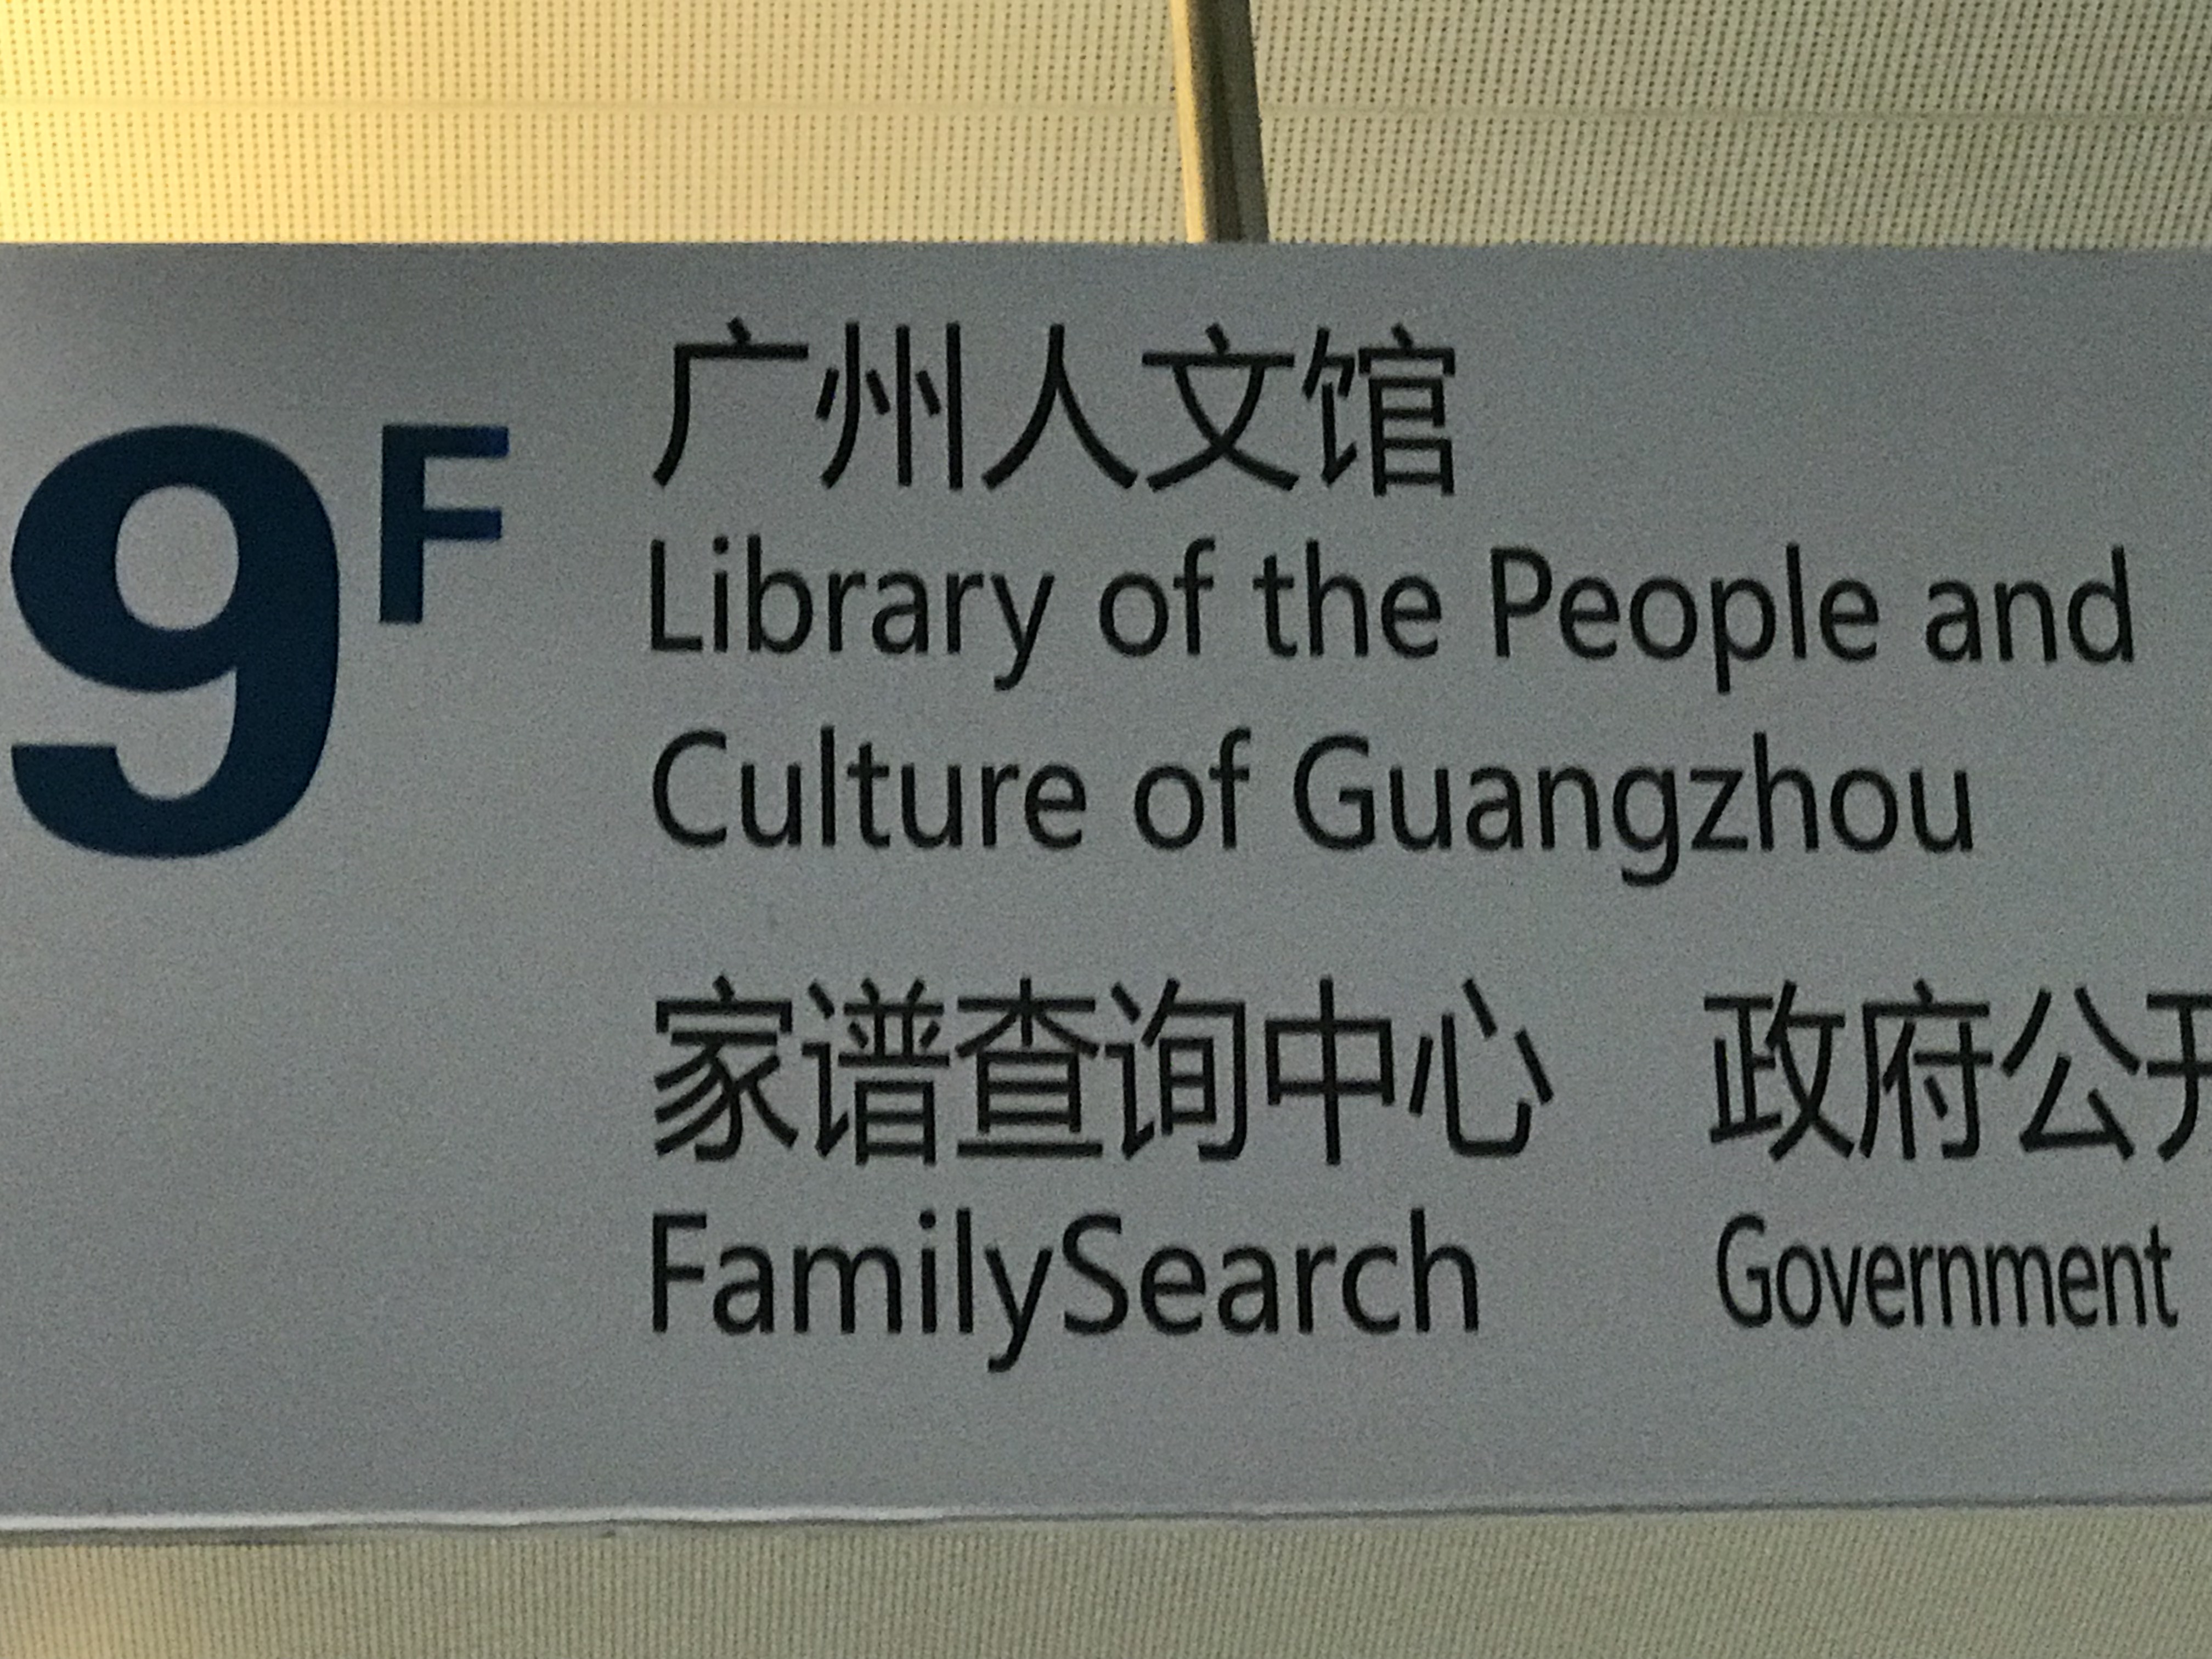 9F
广州人文馆
Library of the People and
Culture of Guangzhou
家谱查询中心 政府公开
FamilySearch Government